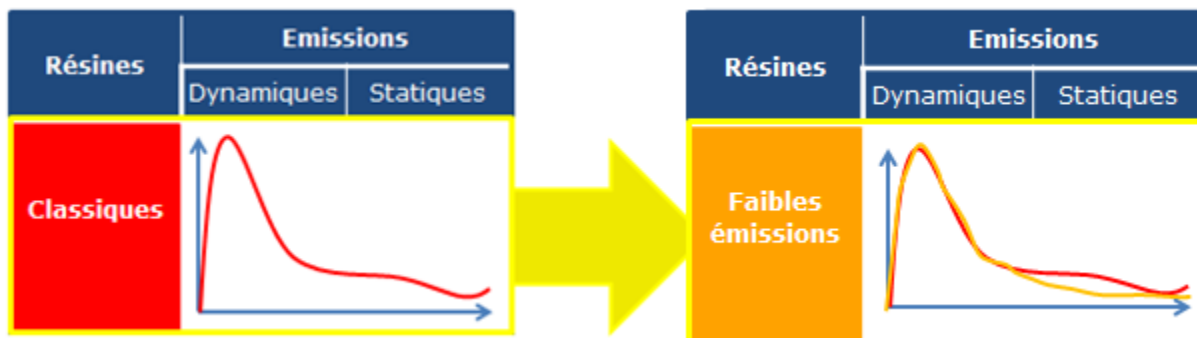 Résines
Emissions
Dynamiques
Statiques
Classiques
Résines
Emissions
Dynamiques
Statiques
Faibles
émissions